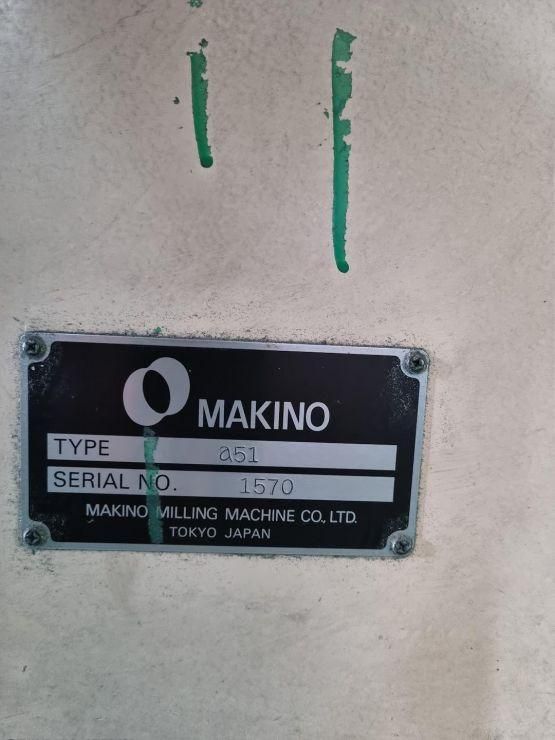 MAKINO
TYPE a51
SERIAL NO. 1570
MAKINO MILLING MACHINE CO, LTD.
TOKYO JAPAN